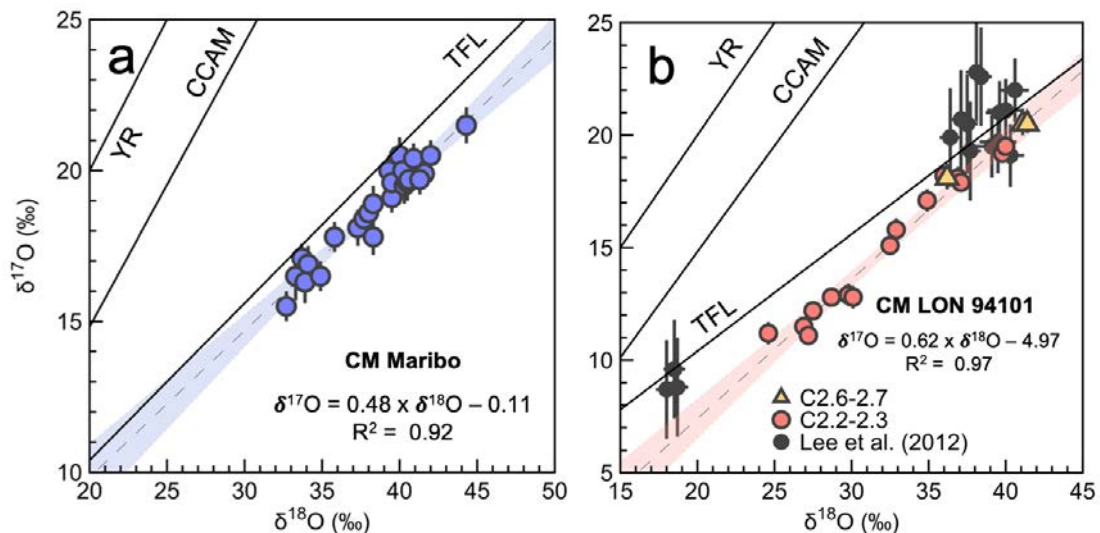 a
YR
CCAM
TFL
25
20
15
10
20
25
30
35
40
45
50
δ¹⁷O (‰)
δ¹⁸O (‰)
CM Maribo
δ¹⁷O = 0.48 x δ¹⁸O – 0.11
R² = 0.92
b
YR
CCAM
TFL
25
20
15
10
5
15
20
25
30
35
40
45
δ¹⁸O (‰)
CM LON 94101
δ¹⁷O = 0.62 x δ¹⁸O – 4.97
R² = 0.97
C2.6-2.7
C2.2-2.3
Lee et al. (2012)